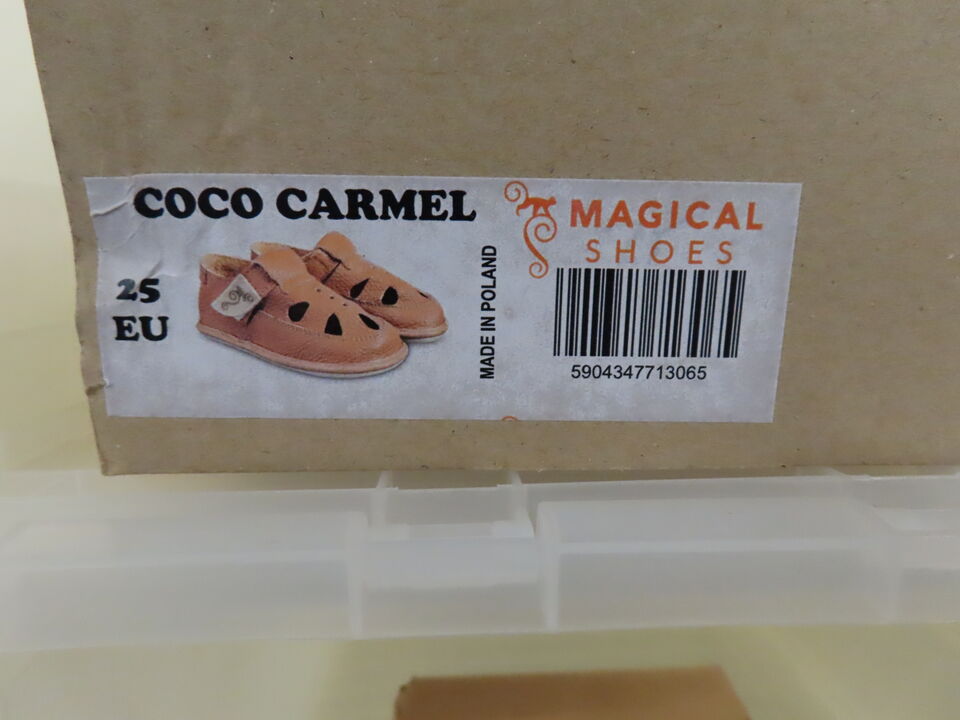 COCO CARMEL
25
EU
MADE IN POLAND
MAGICAL
SHOES
5904347713065